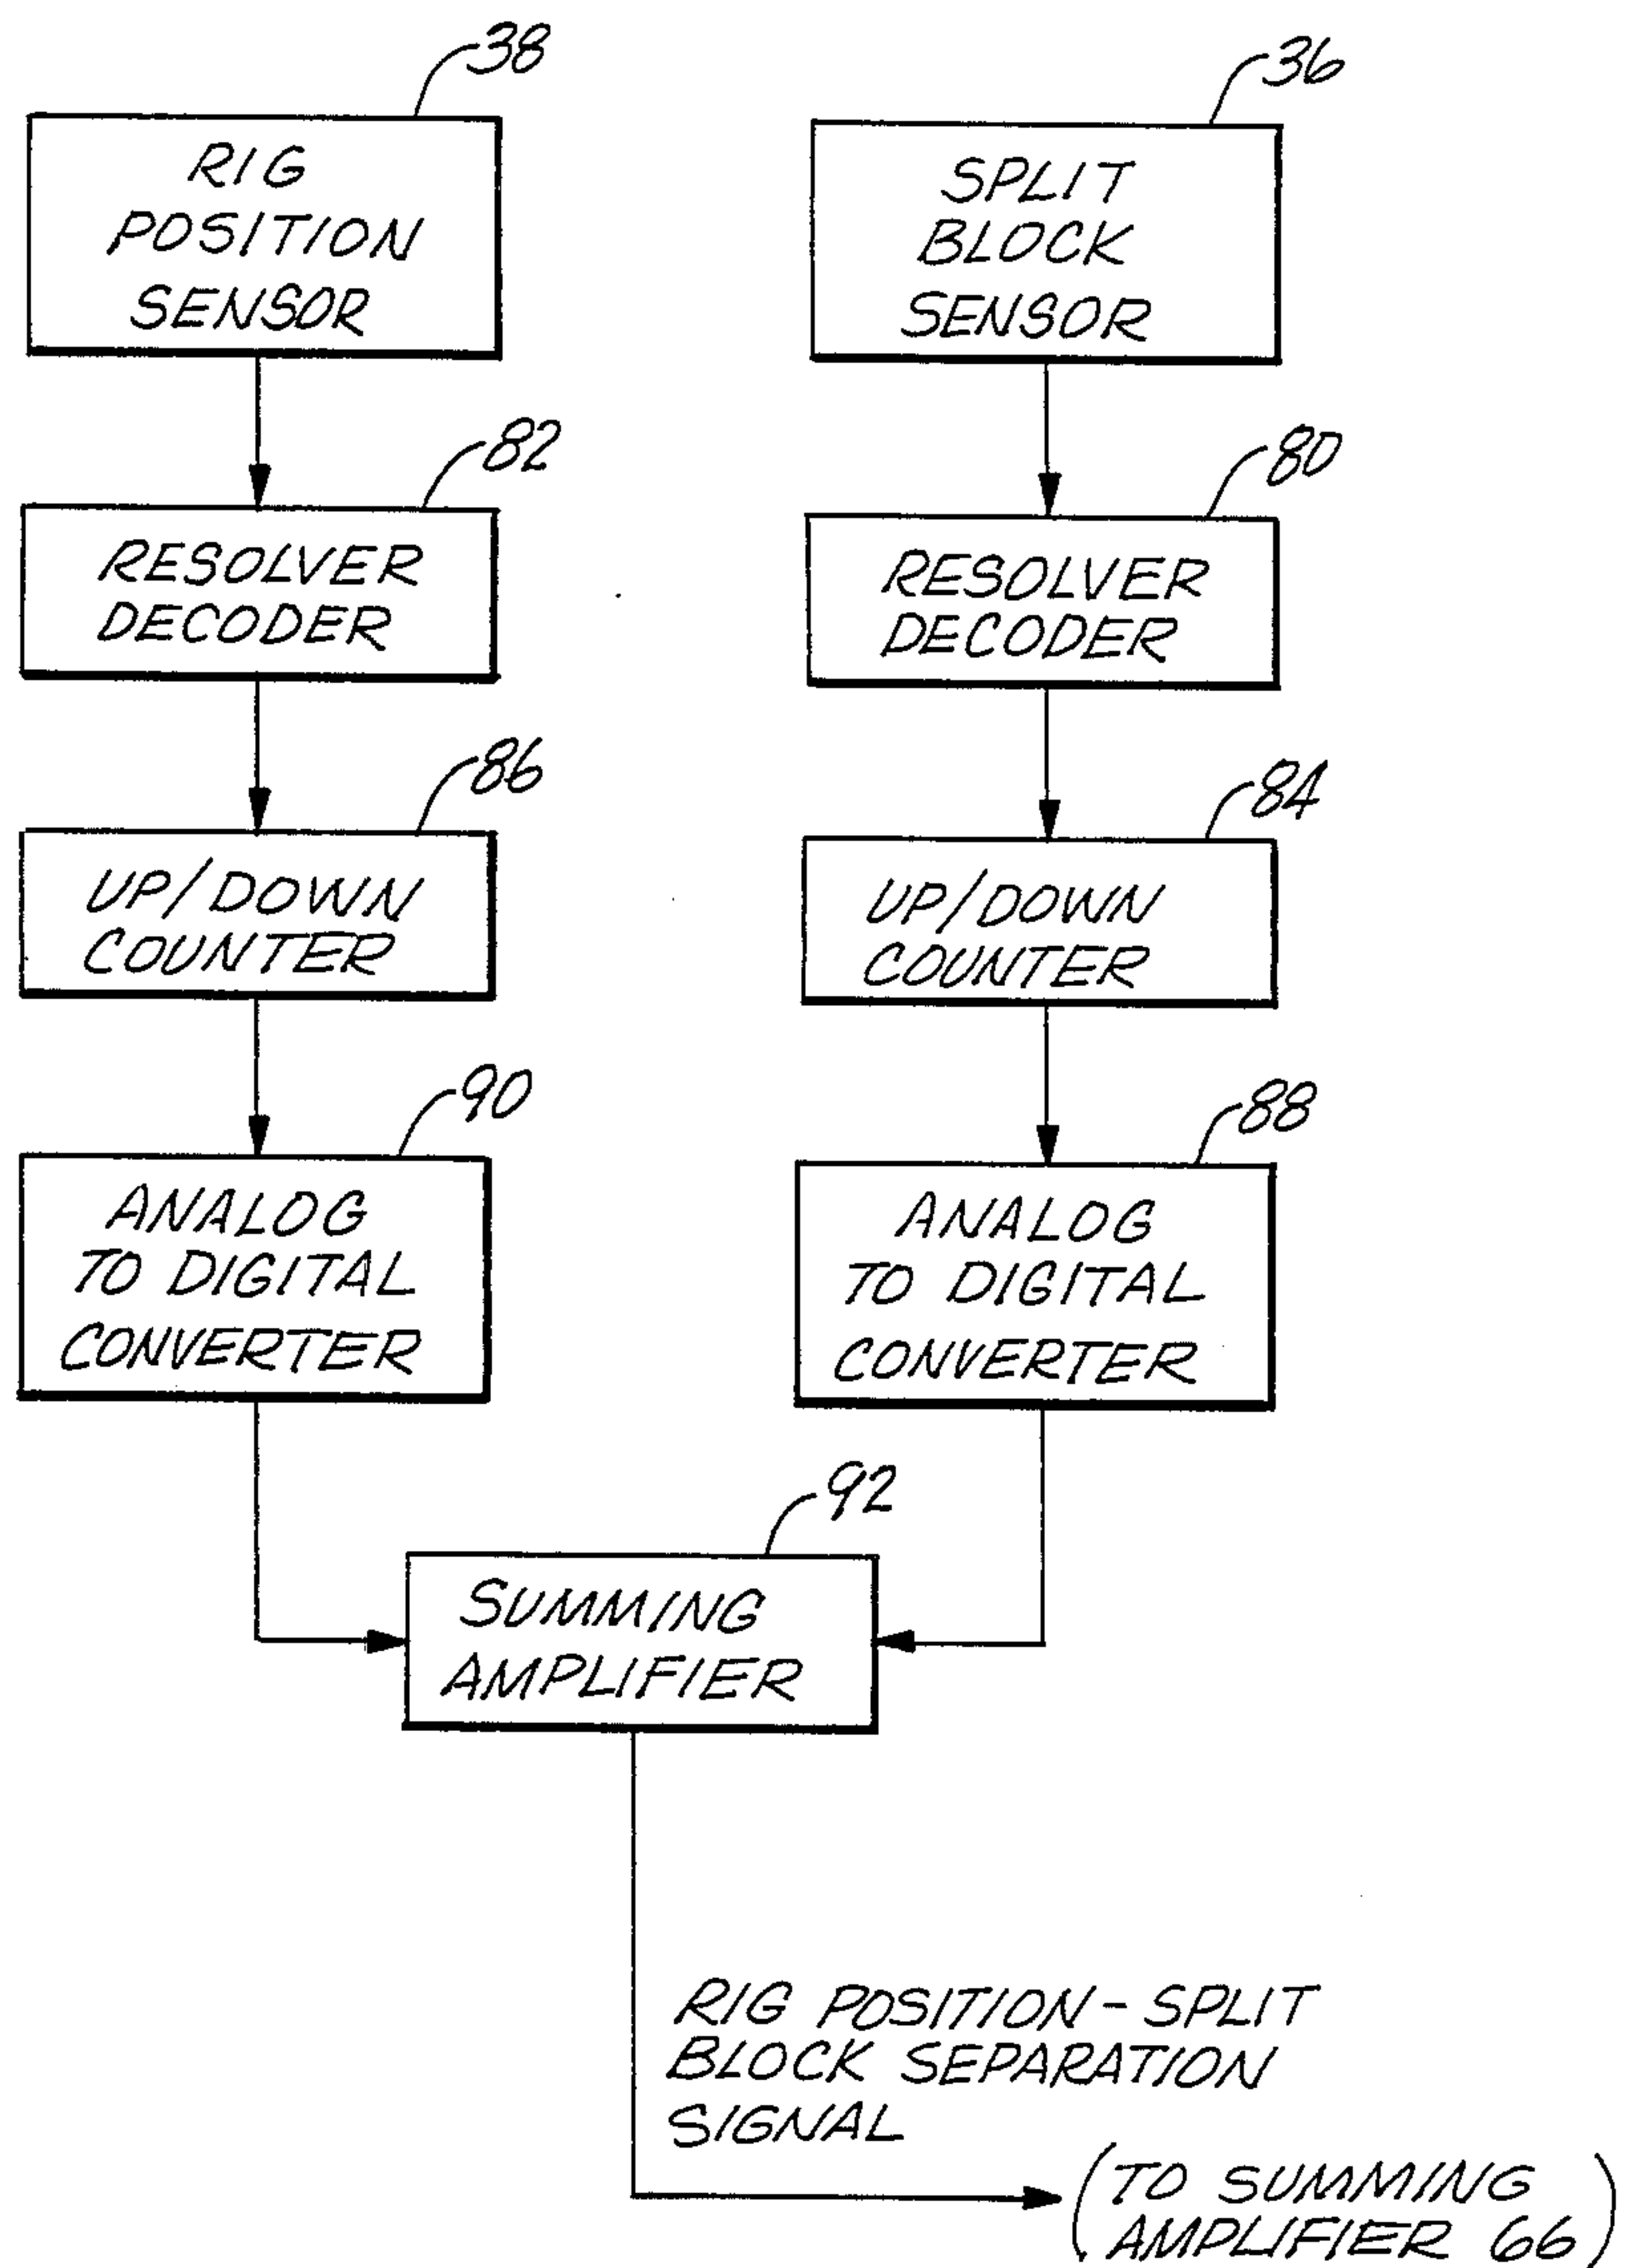 38
RIG
POSITION
SENSOR
36
SPLIT
BLOCK
SENSOR
82
RESOLVER
DECODER
80
RESOLVER
DECODER
86
UP/DOWN
COUNTER
84
UP/DOWN
COUNTER
90
ANALOG
TO DIGITAL
CONVERTER
88
ANALOG
TO DIGITAL
CONVERTER
92
SUMMING
AMPLIFIER
RIG POSITION-SPLIT
BLOCK SEPARATION
SIGNAL
(TO SUMMING
AMPLIFIER 66)